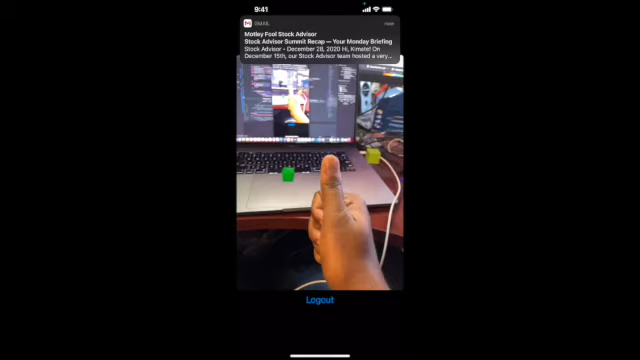 9:41
GMAIL
now
Motley Fool Stock Advisor
Stock Advisor Summit Recap — Your Monday Briefing
Stock Advisor • December 28, 2020 Hi, Kimate! On
December 15th, our Stock Advisor team hosted a very...
Logout